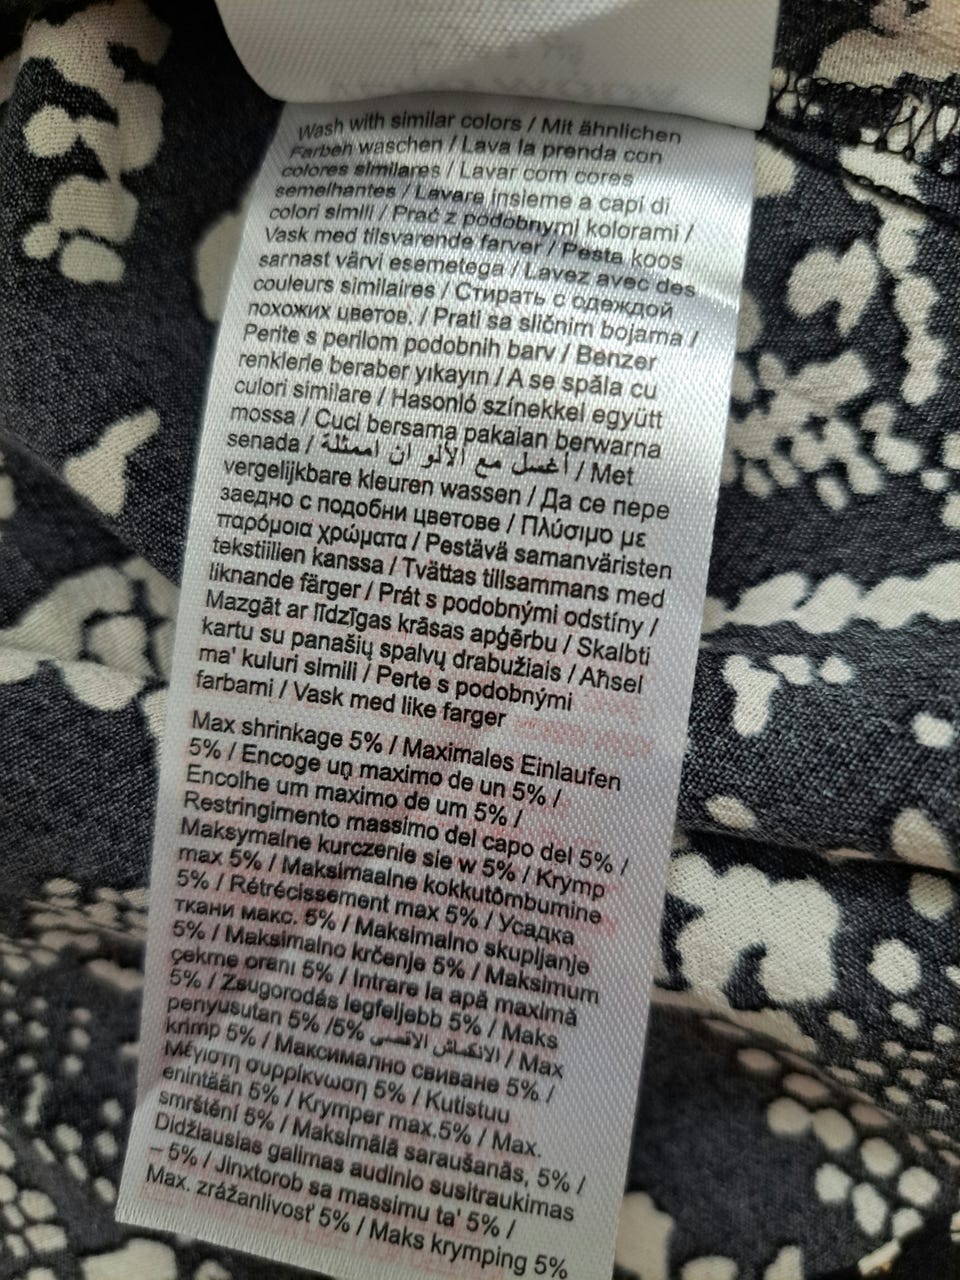 Wash with similar colors / Mit ähnlichen
Farben waschen / Lava la prenda con
colores similares / Lavar com cores
semelhantes / Lavare insieme a capi di
colori simili / Prać z podobnymi kolorami /
Vask med tilsvarende farver / Pesta koos
sarnast värvi esemetega / Lavez avec des
couleurs similaires / Стирать с одеждой
похожих цветов. / Prati sa sličnim bojama /
Perite s perilom podobnih barv / Benzer
renklerle beraber yıkayın / A se spăla cu
culori similare / Hasonló színekkel együtt
mossa / Cuci bersama pakaian berwarna
senada / أغسل مع الألو ان اممثلة / Met
vergelijkbare kleuren wassen / Да се пере
заедно с подобни цветове / Πλύσιμο με
παρόμοια χρώματα / Pestävä samanväristen
tekstiilien kanssa / Tvättas tillsammans med
liknande färger / Prát s podobnými odstíny /
Mazgāt ar līdzīgas krāsas apģērbu / Skalbti
kartu su panašių spalvų drabužiais / Aħsel
ma' kuluri simili / Perte s podobnými
farbami / Vask med like farger
Max shrinkage 5% / Maximales Einlaufen
5% / Encoge un maximo de un 5% /
Encolhe um maximo de um 5% /
Restringimento massimo del capo del 5% /
Maksymalne kurczenie sie w 5% / Krymp
max 5% / Maksimaalne kokkutõmbumine
5% / Rétrécissement max 5% / Усадка
ткани макс. 5% / Maksimalno skupljanje
5% / Maksimalno krčenje 5% / Maksimum
çekme oranı 5% / Intrare la apă maximă
5% / Zsugorodás legfeljebb 5% / Maks
penyusutan 5% /5% الانكماش الاقصى / Max
krimp 5% / Максимално свиване 5% /
Μέγιστη συρρίκνωση 5% / Kutistuu
enintään 5% / Krymper max.5% / Max.
smrštění 5% / Maksimālā saraušanās, 5% /
Didžiausias galimas audinio susitraukimas
– 5% / Jinxtorob sa massimu ta' 5% /
Max. zrážanlivosť 5% / Maks krymping 5%